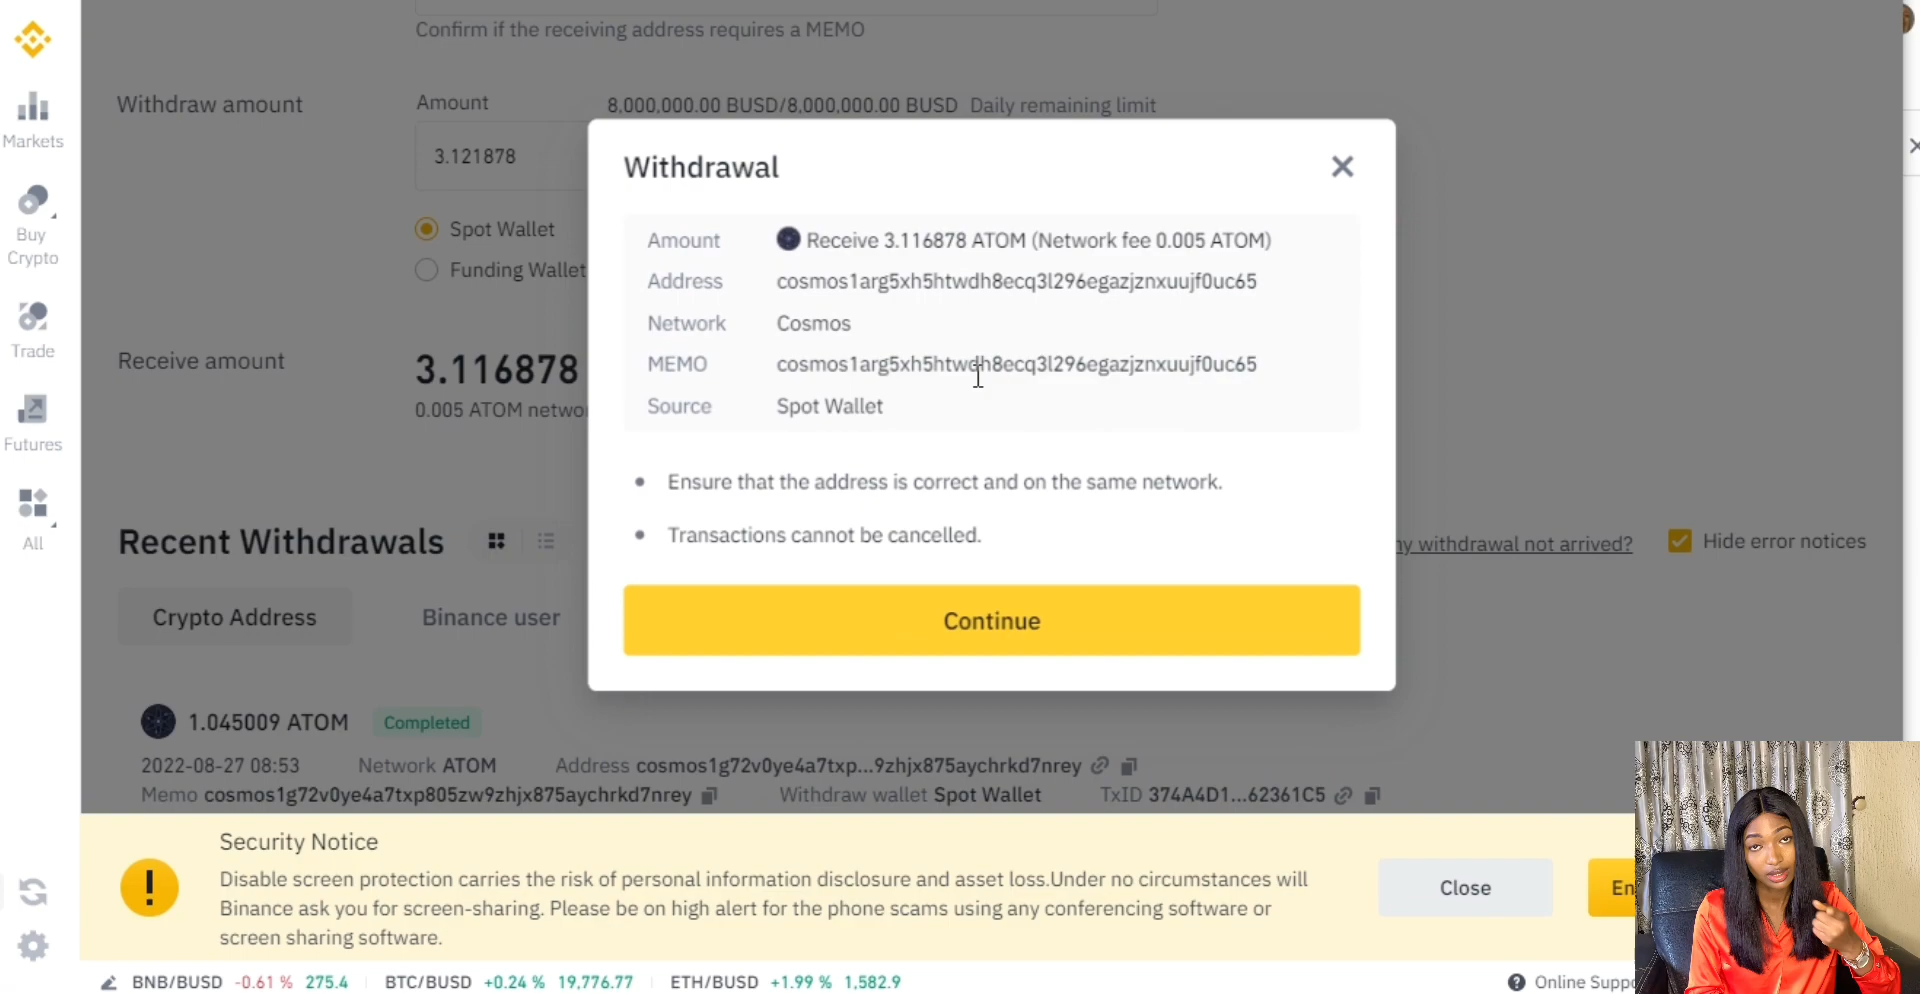 Confirm if the receiving address requires a MEMO
Markets
Buy
Crypto
Trade
Futures
All
Withdraw amount
Amount 8,000,000.00 BUSD/8,000,000.00 BUSD Daily remaining limit
3.121878
Spot Wallet
Funding Wallet
Receive amount
3.116878
0.005 ATOM
Withdrawal
Amount Receive 3.116878 ATOM (Network fee 0.005 ATOM)
Address cosmos1arg5xh5htwdh8ecq3l296egazjznxuujf0uc65
Network Cosmos
MEMO cosmos1arg5xh5htwdh8ecq3l296egazjznxuujf0uc65
Source Spot Wallet
Ensure that the address is correct and on the same network.
Transactions cannot be cancelled.
Continue
Recent Withdrawals
withdrawal not arrived?
Hide error notices
Crypto Address Binance user
1.045009 ATOM Completed
2022-08-27 08:53 Network ATOM Address cosmos1g72v0ye4a7txp...9zhjx875aychrkd7nrey
Memo cosmos1g72v0ye4a7txp805zw9zhjx875aychrkd7nrey Withdraw wallet Spot Wallet TxID 374A4D1...62361C5
Security Notice
Disable screen protection carries the risk of personal information disclosure and asset loss.Under no circumstances will
Binance ask you for screen-sharing. Please be on high alert for the phone scams using any conferencing software or
screen sharing software.
Close
BNB/BUSD -0.61 % 275.4 BTC/BUSD +0.24 % 19,776.77 ETH/BUSD +1.99 % 1,582.9 Online